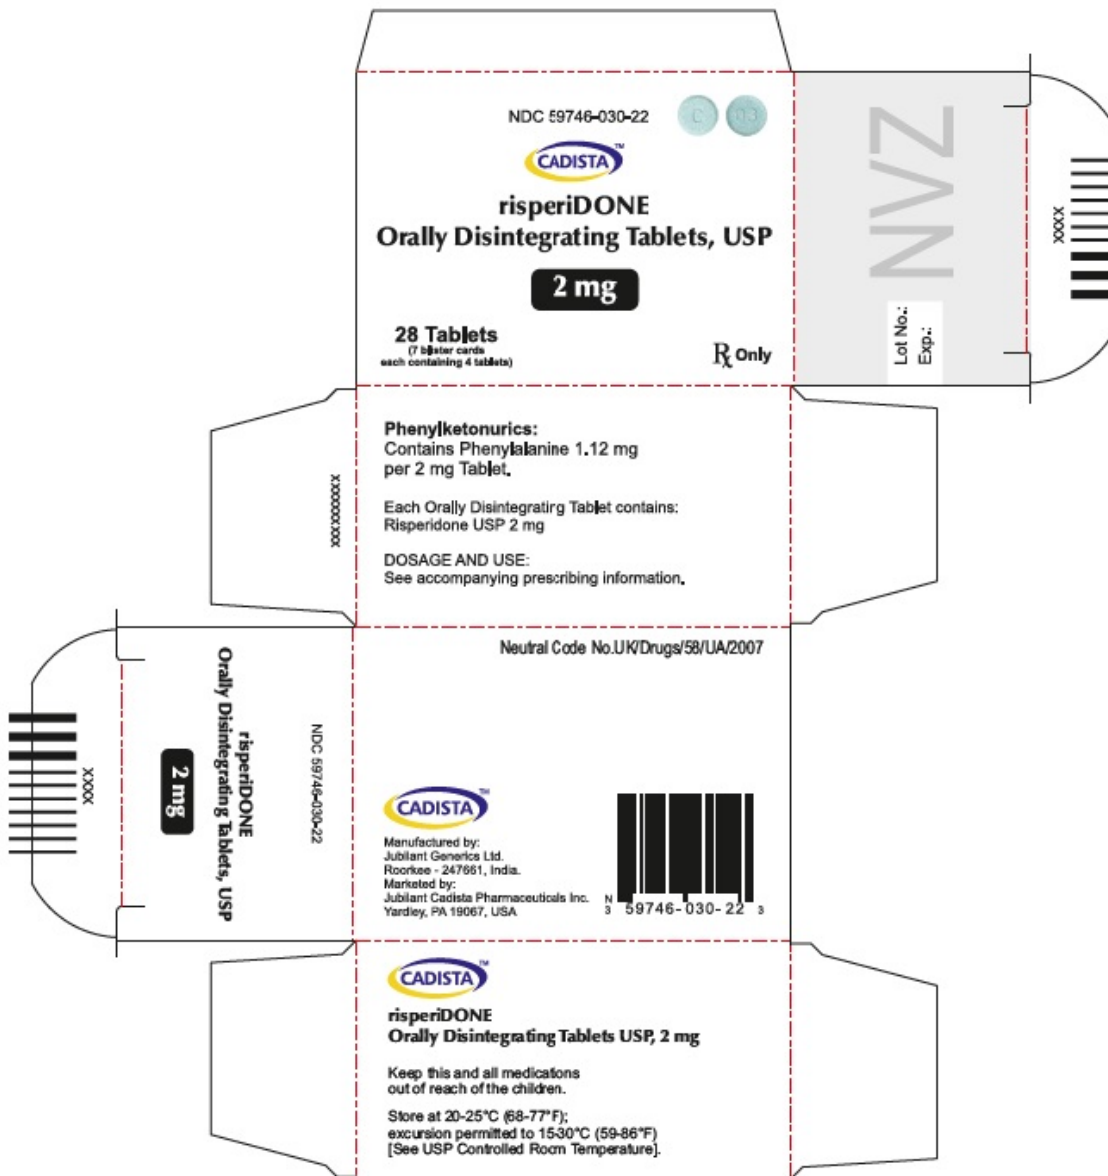 NDC 59746-030-22
C
03
CADISTA™
risperiDONE
Orally Disintegrating Tablets, USP
2 mg
28 Tablets
(7 blister cards
each containing 4 tablets)
Rx Only
NVZ
Lot No.:
Exp.:
XXXX
Phenylketonurics:
Contains Phenylalanine 1.12 mg
per 2 mg Tablet.
Each Orally Disintegrating Tablet contains:
Risperidone USP 2 mg
DOSAGE AND USE:
See accompanying prescribing information.
XXXXXXXXX
Neutral Code No.UK/Drugs/58/UA/2007
CADISTA™
Manufactured by:
Jubilant Generics Ltd.
Roorkee - 247661, India.
Marketed by:
Jubilant Cadista Pharmaceuticals Inc.
Yardley, PA 19067, USA
N
3 59746-030-22 3
NDC 59746-030-22
risperiDONE
Orally Disintegrating Tablets, USP
2 mg
XXXX
CADISTA™
risperiDONE
Orally Disintegrating Tablets USP, 2 mg
Keep this and all medications
out of reach of the children.
Store at 20-25°C (68-77°F);
excursion permitted to 15-30°C (59-86°F)
[See USP Controlled Room Temperature].